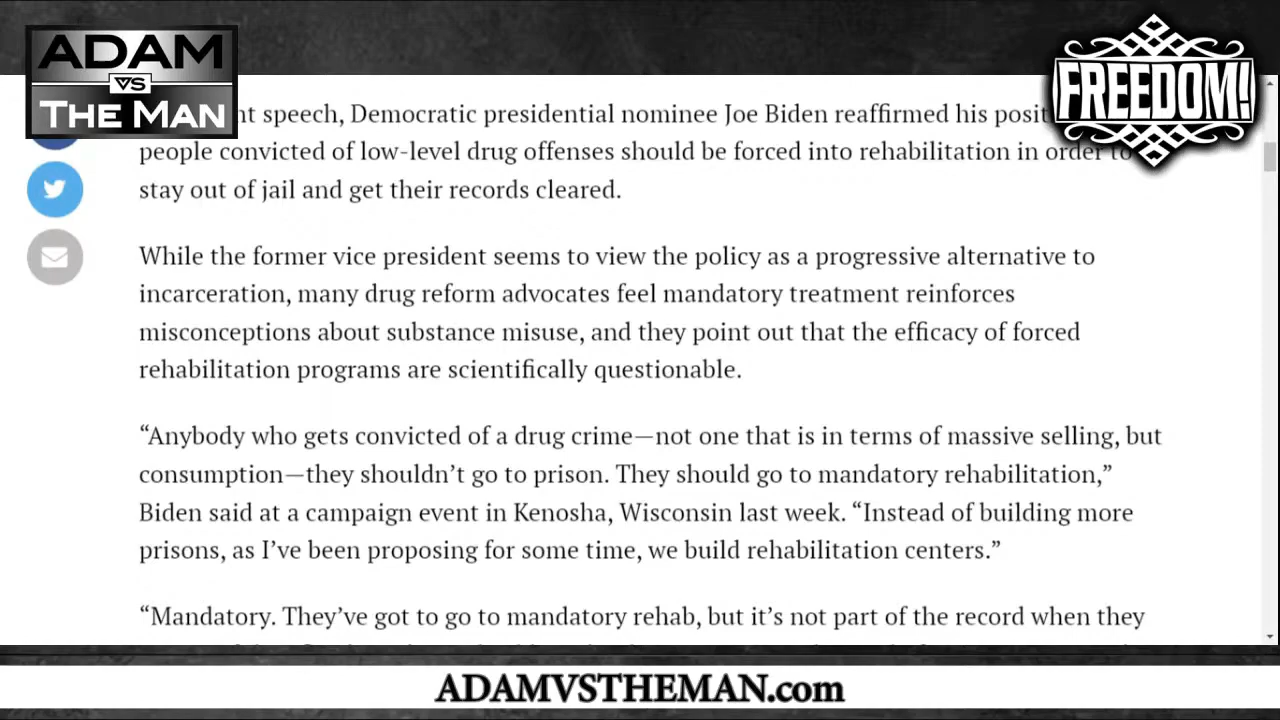 ADAM
VS
THE MAN
FREEDOM!
speech, Democratic presidential nominee Joe Biden reaffirmed his
people convicted of low-level drug offenses should be forced into rehabilitation in order to
stay out of jail and get their records cleared.
While the former vice president seems to view the policy as a progressive alternative to
incarceration, many drug reform advocates feel mandatory treatment reinforces
misconceptions about substance misuse, and they point out that the efficacy of forced
rehabilitation programs are scientifically questionable.
“Anybody who gets convicted of a drug crime—not one that is in terms of massive selling, but
consumption—they shouldn’t go to prison. They should go to mandatory rehabilitation,”
Biden said at a campaign event in Kenosha, Wisconsin last week. “Instead of building more
prisons, as I’ve been proposing for some time, we build rehabilitation centers.”
“Mandatory. They’ve got to go to mandatory rehab, but it’s not part of the record when they
ADAMVSTHEMAN.com